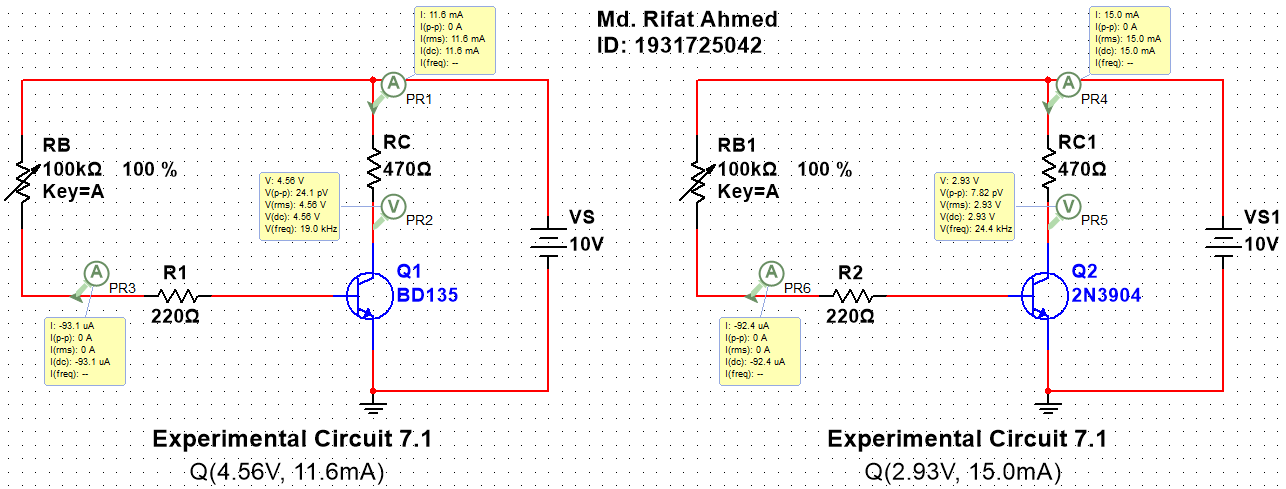 Md. Rifat Ahmed
ID: 1931725042
I: 11.6 mA
I(p-p): 0 A
I(rms): 11.6 mA
I(dc): 11.6 mA
I(freq): --
A
PR1
RB
100kΩ 100 %
Key=A
RC
470Ω
V: 4.56 V
V(p-p): 24.1 pV
V(rms): 4.56 V
V(dc): 4.56 V
V(freq): 19.0 kHz
V
PR2
VS
10V
A
PR3
R1
220Ω
Q1
BD135
I: -93.1 uA
I(p-p): 0 A
I(rms): 0 A
I(dc): -93.1 uA
I(freq): --
Experimental Circuit 7.1
Q(4.56V, 11.6mA)
I: 15.0 mA
I(p-p): 0 A
I(rms): 15.0 mA
I(dc): 15.0 mA
I(freq): --
A
PR4
RB1
100kΩ 100 %
Key=A
RC1
470Ω
V: 2.93 V
V(p-p): 7.82 pV
V(rms): 2.93 V
V(dc): 2.93 V
V(freq): 24.4 kHz
V
PR5
VS1
10V
A
PR6
R2
220Ω
Q2
2N3904
I: -92.4 uA
I(p-p): 0 A
I(rms): 0 A
I(dc): -92.4 uA
I(freq): --
Experimental Circuit 7.1
Q(2.93V, 15.0mA)